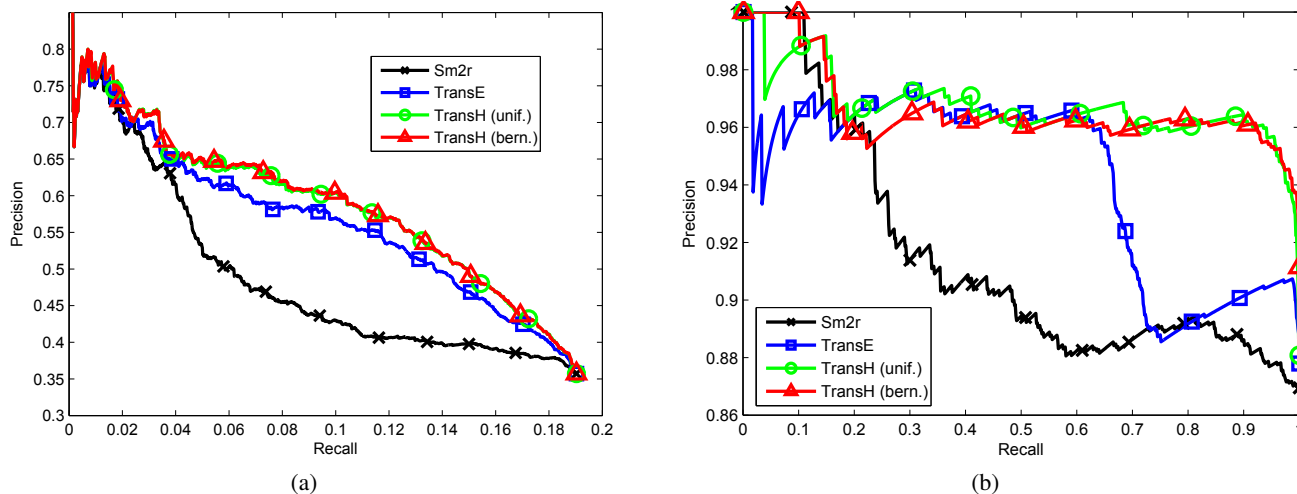 0.8
0.75
0.7
0.65
0.6
0.55
0.5
0.45
0.4
0.35
0.3
Precision
0 0.02 0.04 0.06 0.08 0.1 0.12 0.14 0.16 0.18 0.2
Recall
Sm2r
TransE
TransH (unif.)
TransH (bern.)
(a)
0.98
0.96
0.94
0.92
0.9
0.88
0.86
Precision
0 0.1 0.2 0.3 0.4 0.5 0.6 0.7 0.8 0.9
Recall
Sm2r
TransE
TransH (unif.)
TransH (bern.)
(b)